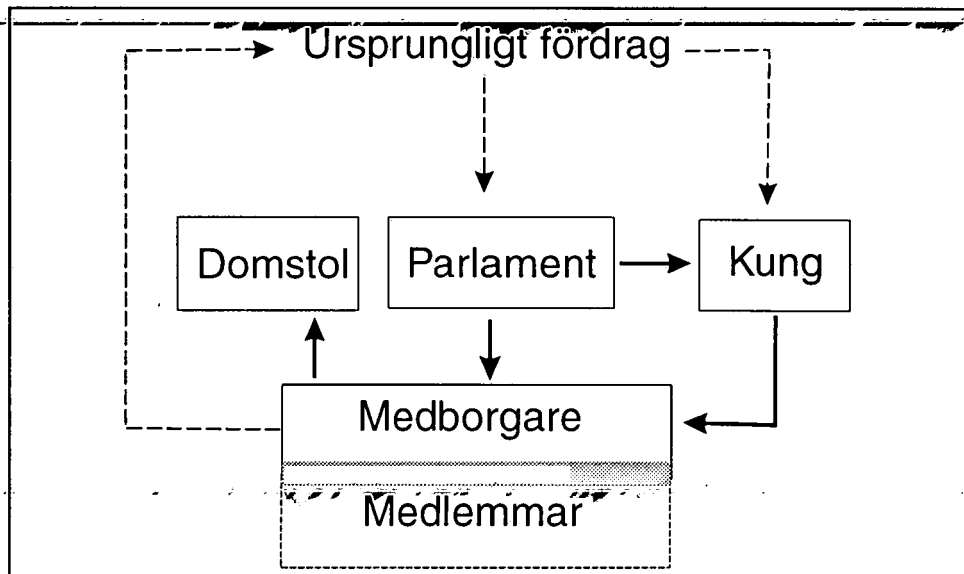 Ursprungligt fördrag
Domstol
Parlament
Kung
Medborgare
Medlemmar